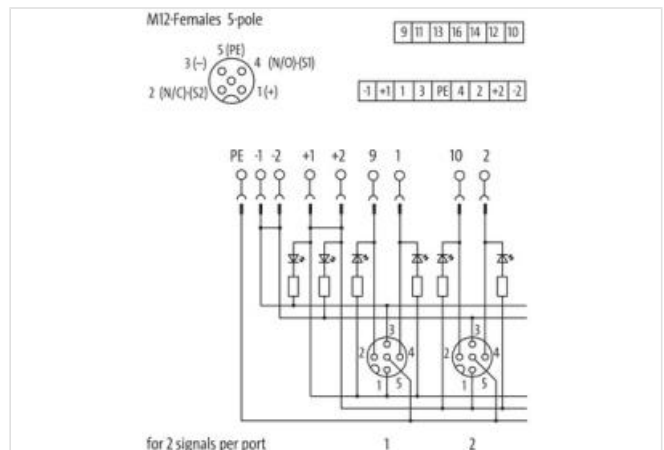 M12-Females 5-pole
9 11 13 16 14 12 10
5 (PE)
3 (–) 4 (N/O)-(S1)
2 (N/C)-(S2) 1 (+)
-1 +1 1 3 PE 4 2 +2 -2
PE -1 -2 +1 +2 9 1 10 2
3 3
2 4 2 4
1 5 1 5
for 2 signals per port 1 2